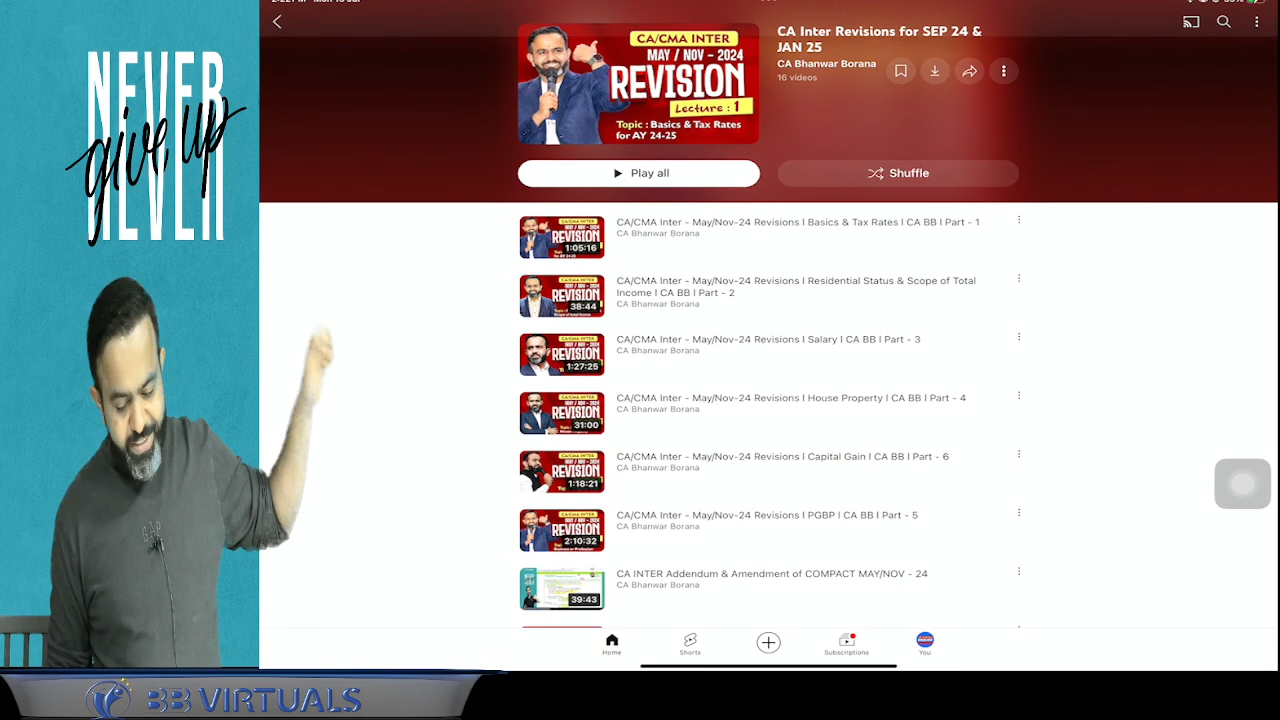 NEVER
give up
NEVER
CA/CMA INTER
MAY / NOV - 2024
REVISION
Lecture : 1
Topic : Basics & Tax Rates
for AY 24-25
CA Inter Revisions for SEP 24 &
JAN 25
CA Bhanwar Borana
16 videos
Play all
Shuffle
REVISION
1:05:16
CA/CMA Inter - May/Nov-24 Revisions I Basics & Tax Rates I CA BB I Part - 1
CA Bhanwar Borana
REVISION
38:44
CA/CMA Inter - May/Nov-24 Revisions I Residential Status & Scope of Total
Income I CA BB I Part - 2
CA Bhanwar Borana
REVISION
1:27:25
CA/CMA Inter - May/Nov-24 Revisions I Salary I CA BB I Part - 3
CA Bhanwar Borana
REVISION
31:00
CA/CMA Inter - May/Nov-24 Revisions I House Property I CA BB I Part - 4
CA Bhanwar Borana
REVISION
1:18:21
CA/CMA Inter - May/Nov-24 Revisions I Capital Gain I CA BB I Part - 6
CA Bhanwar Borana
REVISION
2:10:32
CA/CMA Inter - May/Nov-24 Revisions I PGBP I CA BB I Part - 5
CA Bhanwar Borana
39:43
CA INTER Addendum & Amendment of COMPACT MAY/NOV - 24
CA Bhanwar Borana
Home
Shorts
Subscriptions
You
BB VIRTUALS